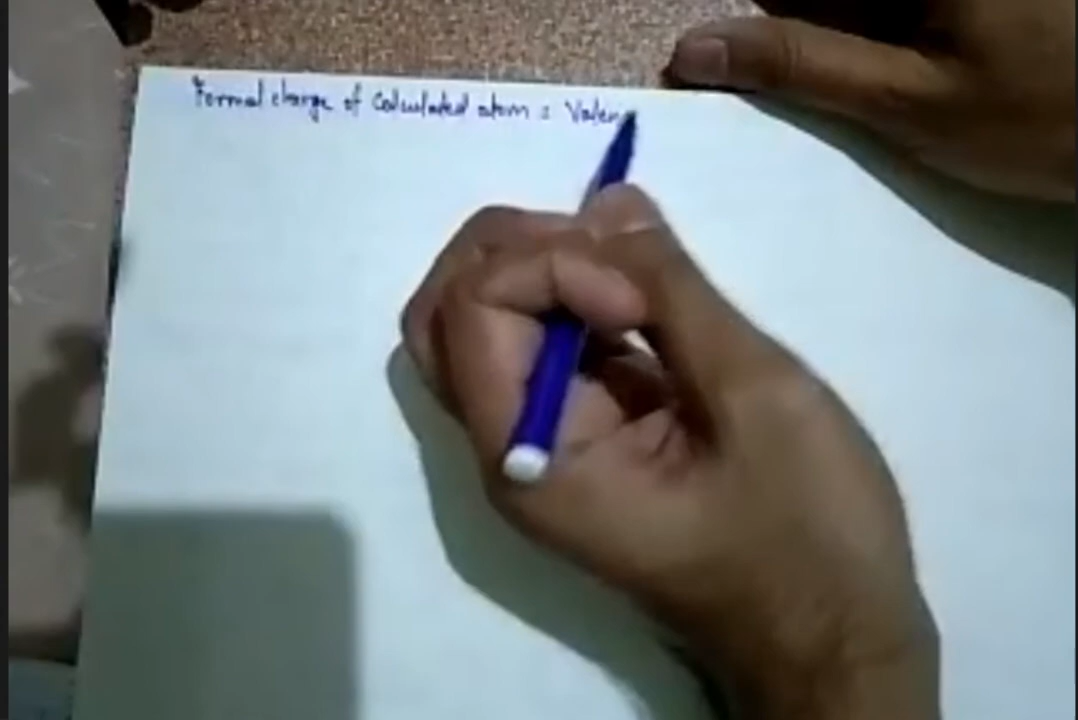 Formal charge of Calculated atom = Valen